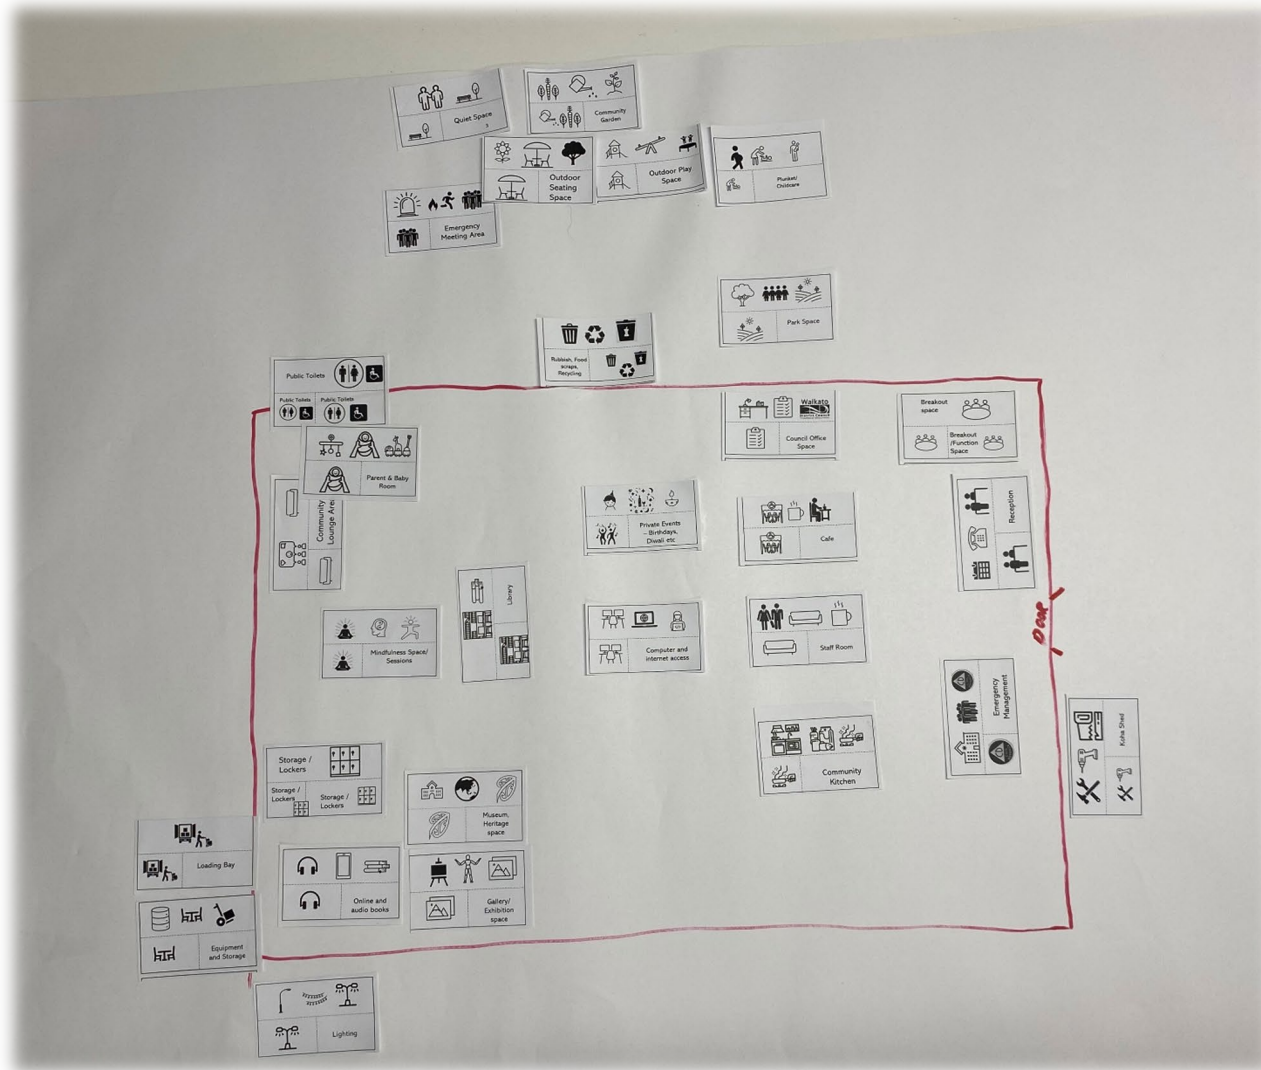 Quiet Space
?
Community
Garden
Outdoor
Seating
Space
Outdoor Play
Space
Plunket/
Childcare
Emergency
Meeting Area
Park Space
Rubbish, Food
scraps,
Recycling
Public Toilets
Public Toilets
Public Toilets
Parent & Baby
Room
Community
Lounge Area
Waikato
Council Office
Space
Breakout
space
Breakout
/Function
Space
Reception
Private Events
– Birthdays,
Diwali etc
Cafe
Library
Mindfulness Space/
Sessions
Computer and
internet access
Staff Room
DOOR
Emergency
Management
Koha Shed
Community
Kitchen
Storage /
Lockers
Storage /
Lockers
Storage /
Lockers
Museum,
Heritage
space
Loading Bay
Online and
audio books
Gallery/
Exhibition
space
Equipment
and Storage
Lighting